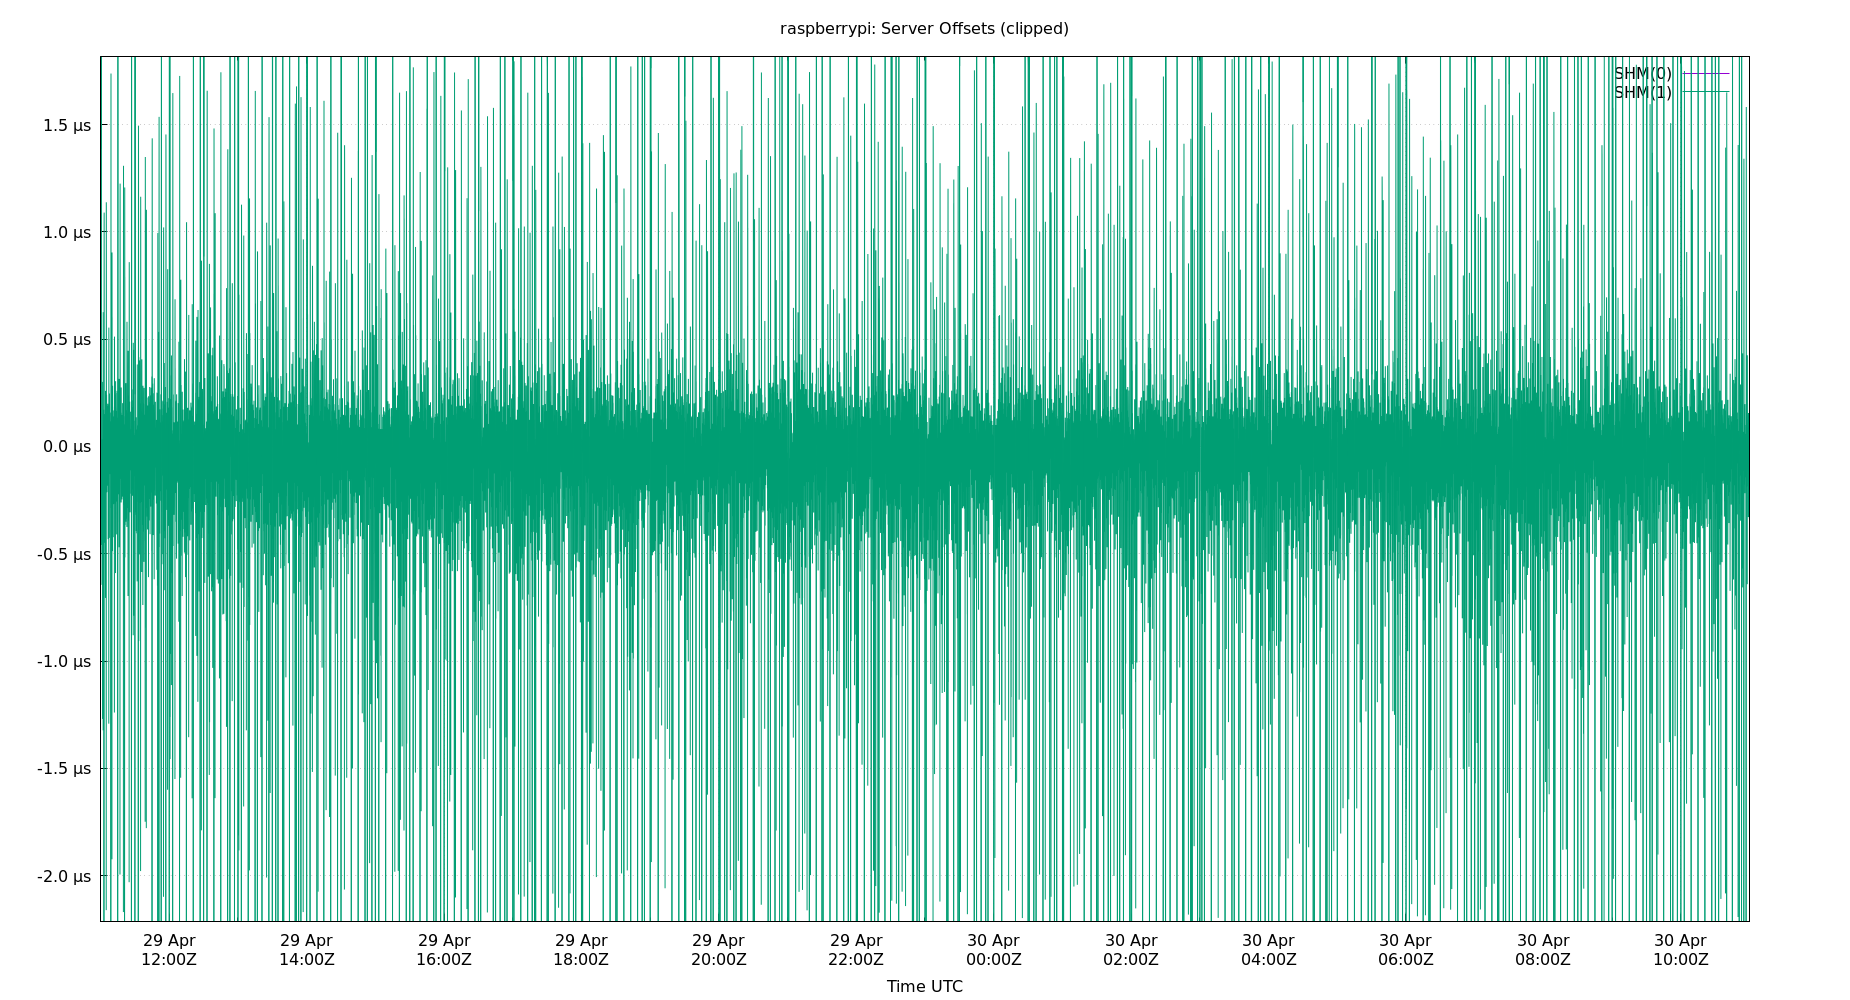 raspberrypi: Server Offsets (clipped)
SHM(0)
SHM(1)
1.5 µs
1.0 µs
0.5 µs
0.0 µs
-0.5 µs
-1.0 µs
-1.5 µs
-2.0 µs
29 Apr 29 Apr 29 Apr 29 Apr 29 Apr 29 Apr 30 Apr 30 Apr 30 Apr 30 Apr 30 Apr 30 Apr
12:00Z 14:00Z 16:00Z 18:00Z 20:00Z 22:00Z 00:00Z 02:00Z 04:00Z 06:00Z 08:00Z 10:00Z
Time UTC